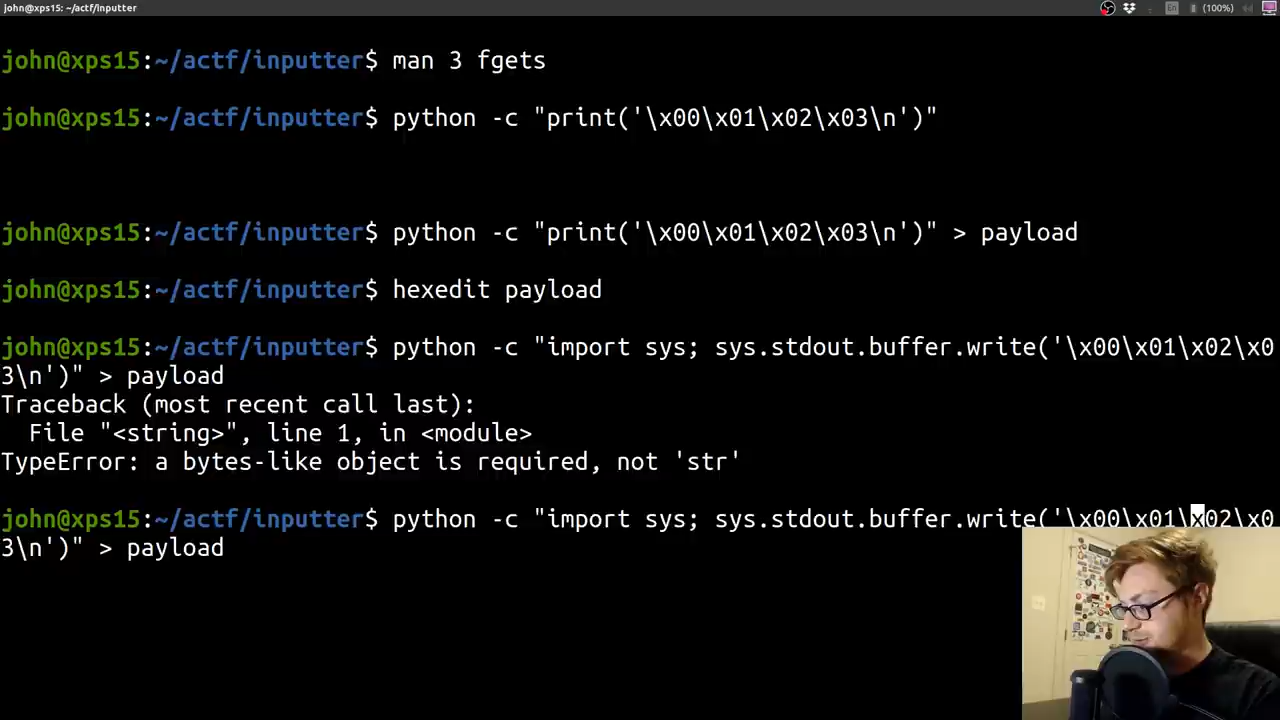 john@xps15: ~/actf/inputter
En
(100%)
john@xps15:~/actf/inputter$ man 3 fgets
john@xps15:~/actf/inputter$ python -c "print('\x00\x01\x02\x03\n')"
john@xps15:~/actf/inputter$ python -c "print('\x00\x01\x02\x03\n')" > payload
john@xps15:~/actf/inputter$ hexedit payload
john@xps15:~/actf/inputter$ python -c "import sys; sys.stdout.buffer.write('\x00\x01\x02\x0
3\n')" > payload
Traceback (most recent call last):
  File "<string>", line 1, in <module>
TypeError: a bytes-like object is required, not 'str'
john@xps15:~/actf/inputter$ python -c "import sys; sys.stdout.buffer.write('\x00\x01\x02\x0
3\n')" > payload